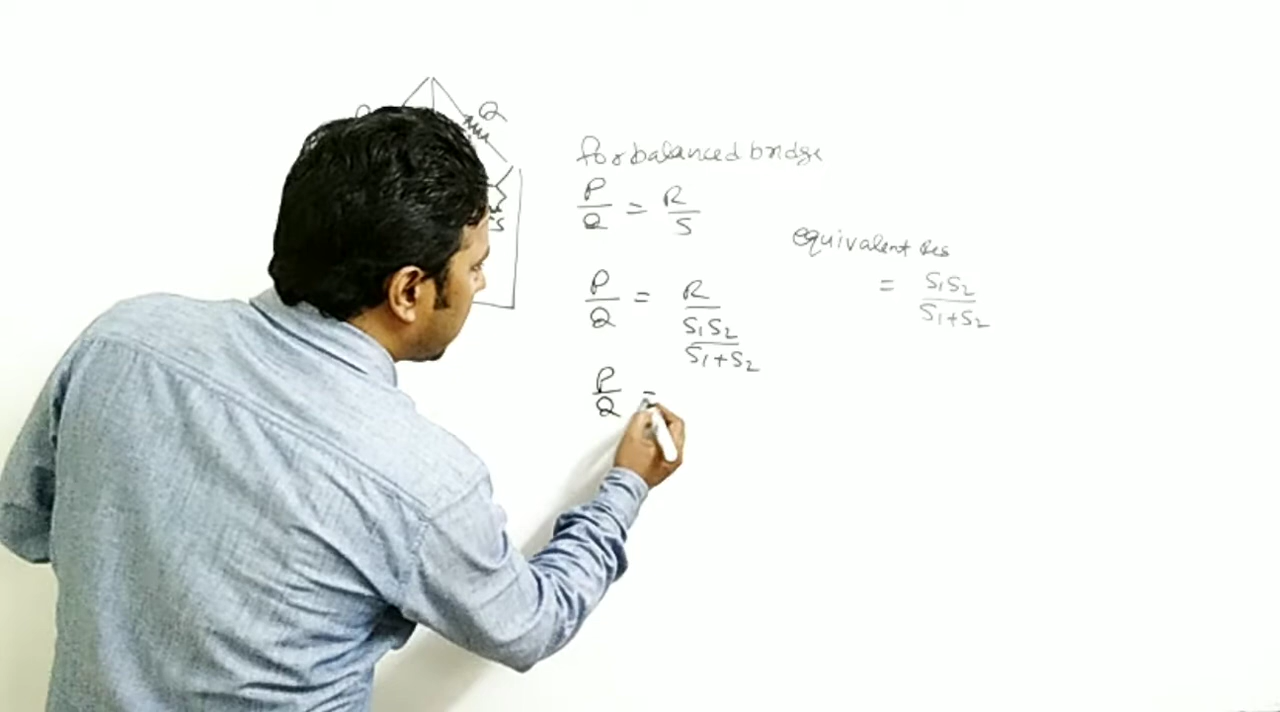 Q
S
for balanced bridge
P/Q = R/S
equivalent Res
= S₁S₂/S₁+S₂
P/Q = R/S₁S₂/S₁+S₂
P/Q =